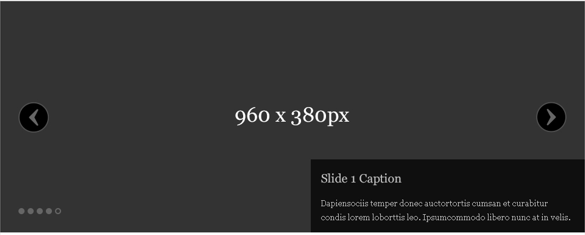 960 x 380px
Slide 1 Caption
Dapiensociis temper donec auctortortis cumsan et curabitur
condis lorem loborttis leo. Ipsumcommodo libero nunc at in velis.